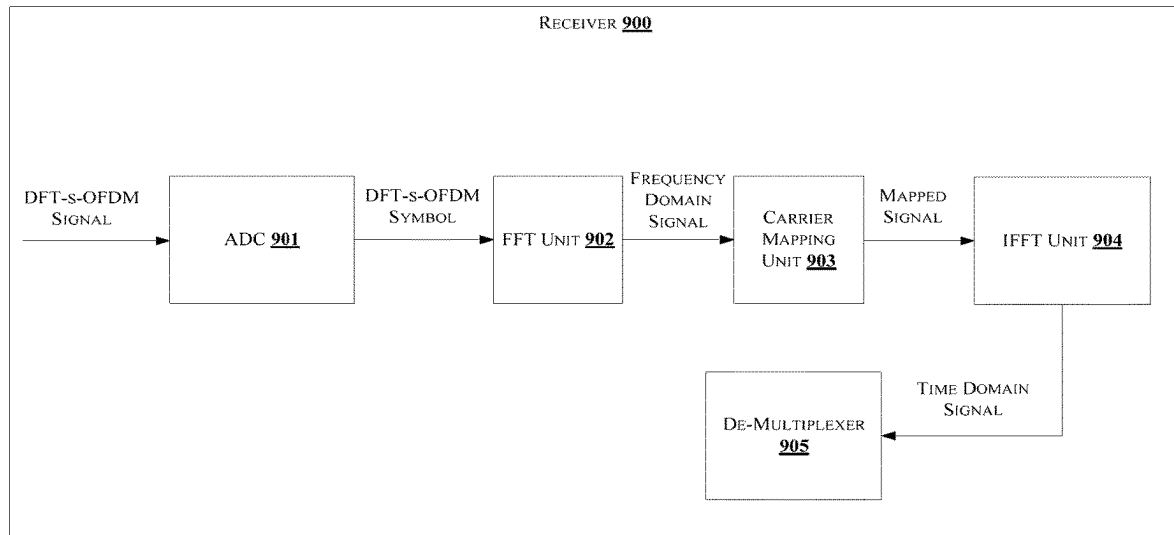 RECEIVER 900
DFT-S-OFDM
SIGNAL
ADC 901
DFT-S-OFDM
SYMBOL
FFT UNIT 902
FREQUENCY
DOMAIN
SIGNAL
CARRIER
MAPPING
UNIT 903
MAPPED
SIGNAL
IFFT UNIT 904
TIME DOMAIN
SIGNAL
DE-MULTIPLEXER
905